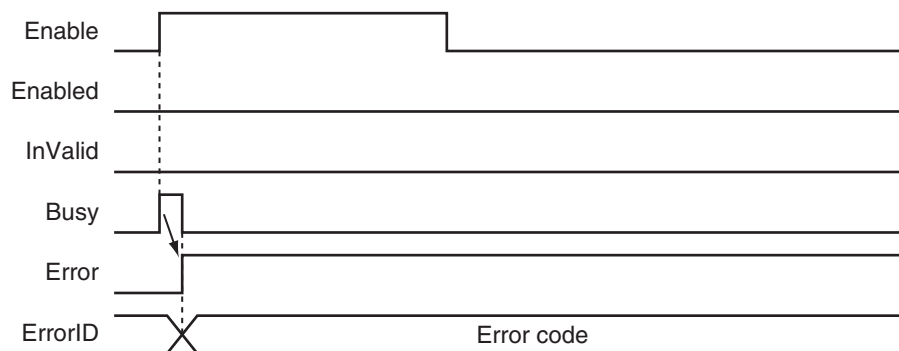 Enable
Enabled
InValid
Busy
Error
ErrorID
Error code